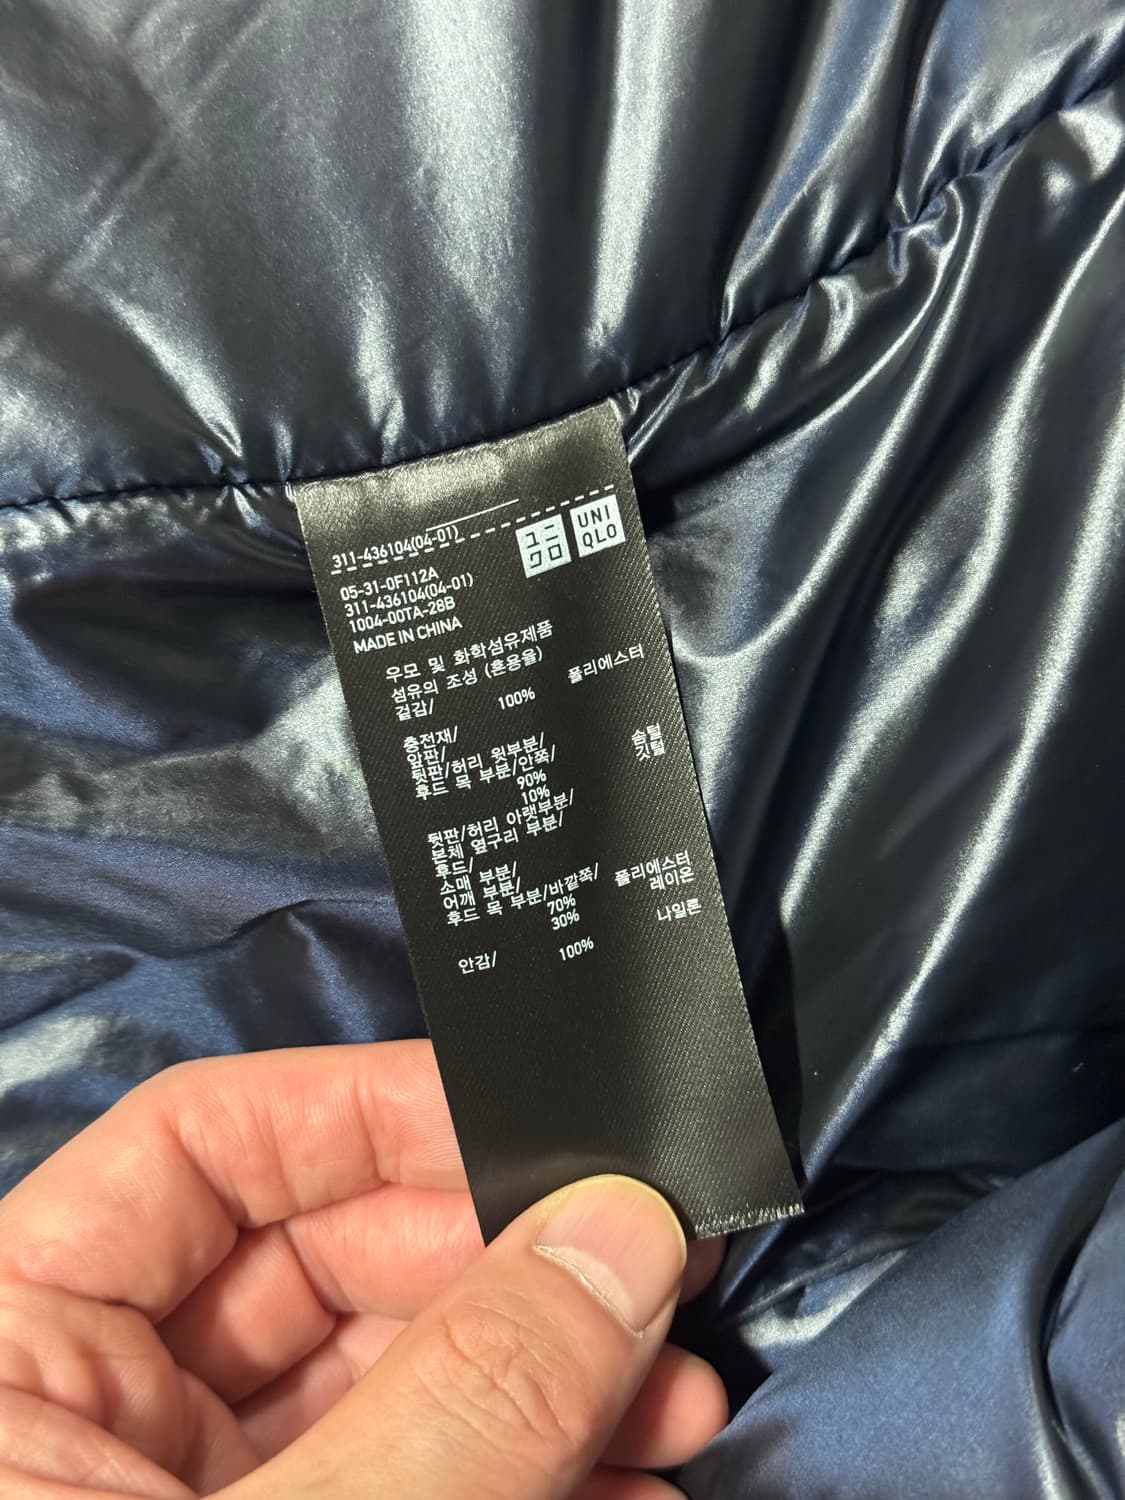 311-436104(04-01)
ユニ
クロ
UNI
QLO
05-31-0F112A
311-436104(04-01)
1004-00TA-28B
MADE IN CHINA
우모 및 화학섬유제품
섬유의 조성 (혼용율)
겉감/ 100% 폴리에스터
충전재/
앞판/
뒷판/허리 윗부분/
후드 목 부분/안쪽/
90% 솜털
10% 깃털
뒷판/허리 아랫부분/
본체 옆구리 부분/
후드/
소매 부분/
어깨 부분/
후드 목 부분/바깥쪽/
70% 폴리에스터
30% 레이온
안감/ 100% 나일론